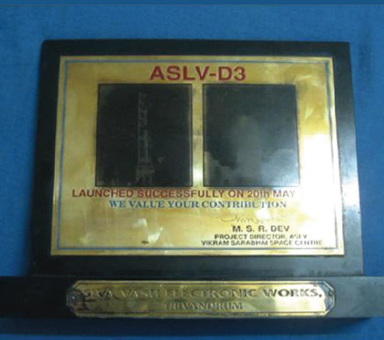 ASLV-D3
LAUNCHED SUCCESSFULLY ON 20th MAY
WE VALUE YOUR CONTRIBUTION
M. S. R. DEV
PROJECT DIRECTOR, ASLV
VIKRAM SARABHAI SPACE CENTRE
ELECTRONIC WORKS,
TRIVANDRUM